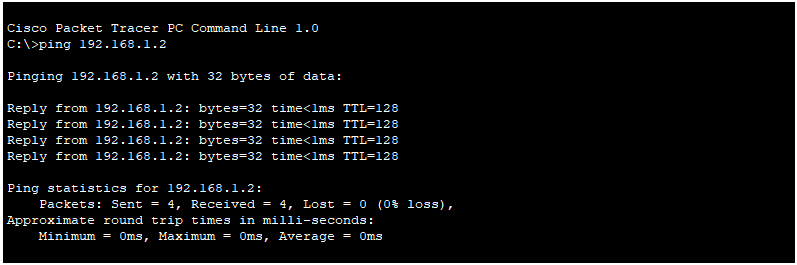 Cisco Packet Tracer PC Command Line 1.0
C:\>ping 192.168.1.2
Pinging 192.168.1.2 with 32 bytes of data:
Reply from 192.168.1.2: bytes=32 time<1ms TTL=128
Reply from 192.168.1.2: bytes=32 time<1ms TTL=128
Reply from 192.168.1.2: bytes=32 time<1ms TTL=128
Reply from 192.168.1.2: bytes=32 time<1ms TTL=128
Ping statistics for 192.168.1.2:
    Packets: Sent = 4, Received = 4, Lost = 0 (0% loss),
Approximate round trip times in milli-seconds:
    Minimum = 0ms, Maximum = 0ms, Average = 0ms